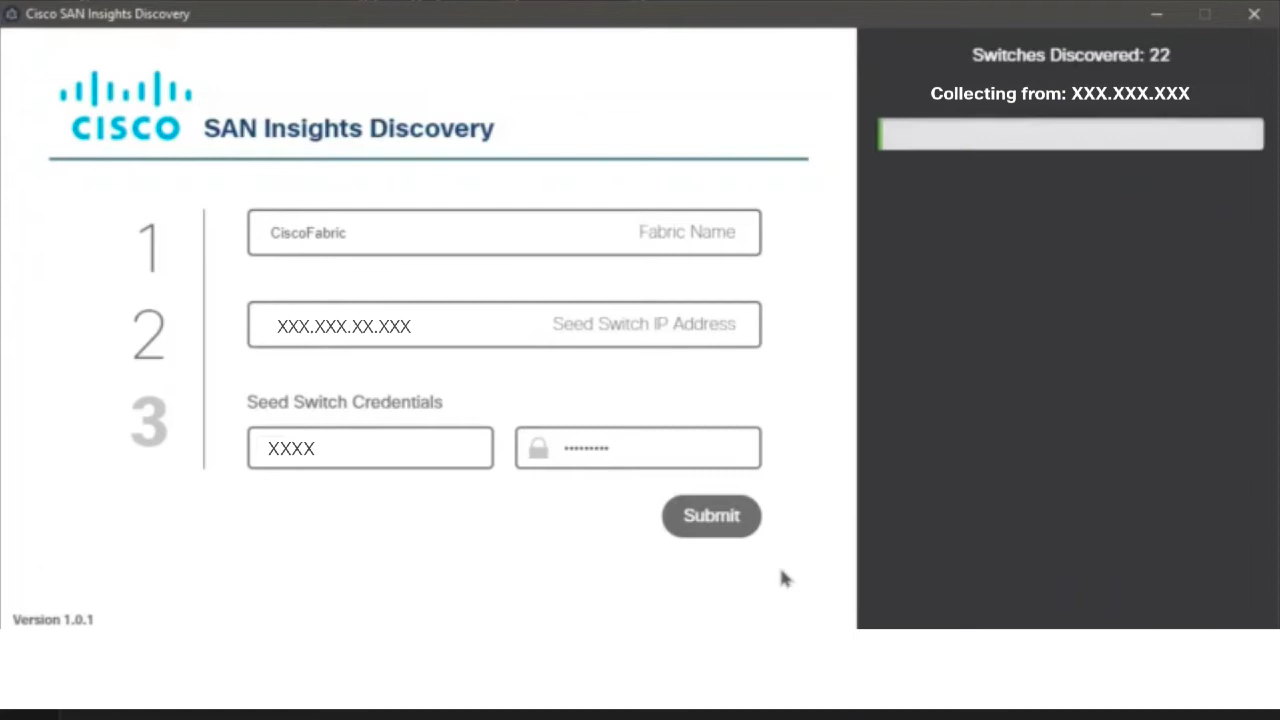 Cisco SAN Insights Discovery
CISCO SAN Insights Discovery
1
CiscoFabric Fabric Name
2
XXX.XXX.XX.XXX Seed Switch IP Address
3
Seed Switch Credentials
XXXX •••••••••
Submit
Version 1.0.1
Switches Discovered: 22
Collecting from: XXX.XXX.XXX